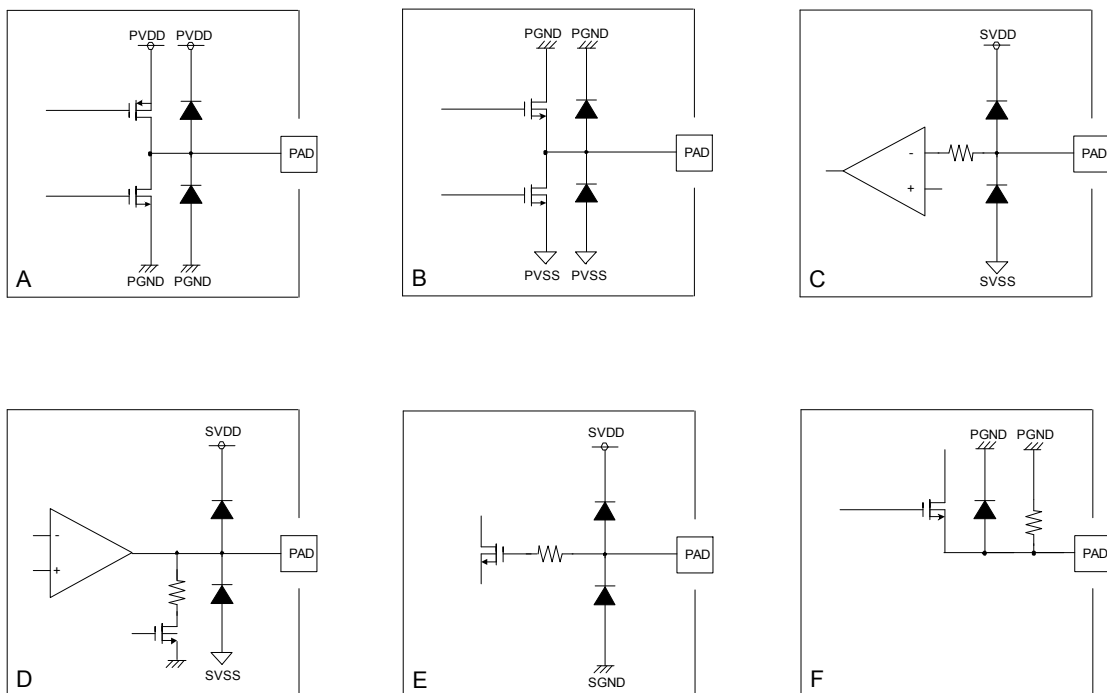 PVDD PVDD
PAD
PGND PGND
A
PGND PGND
PAD
PVSS PVSS
B
SVDD
-
PAD
+
SVSS
C
SVDD
-
PAD
+
SVSS
D
SVDD
PAD
SGND
E
PGND PGND
PAD
F